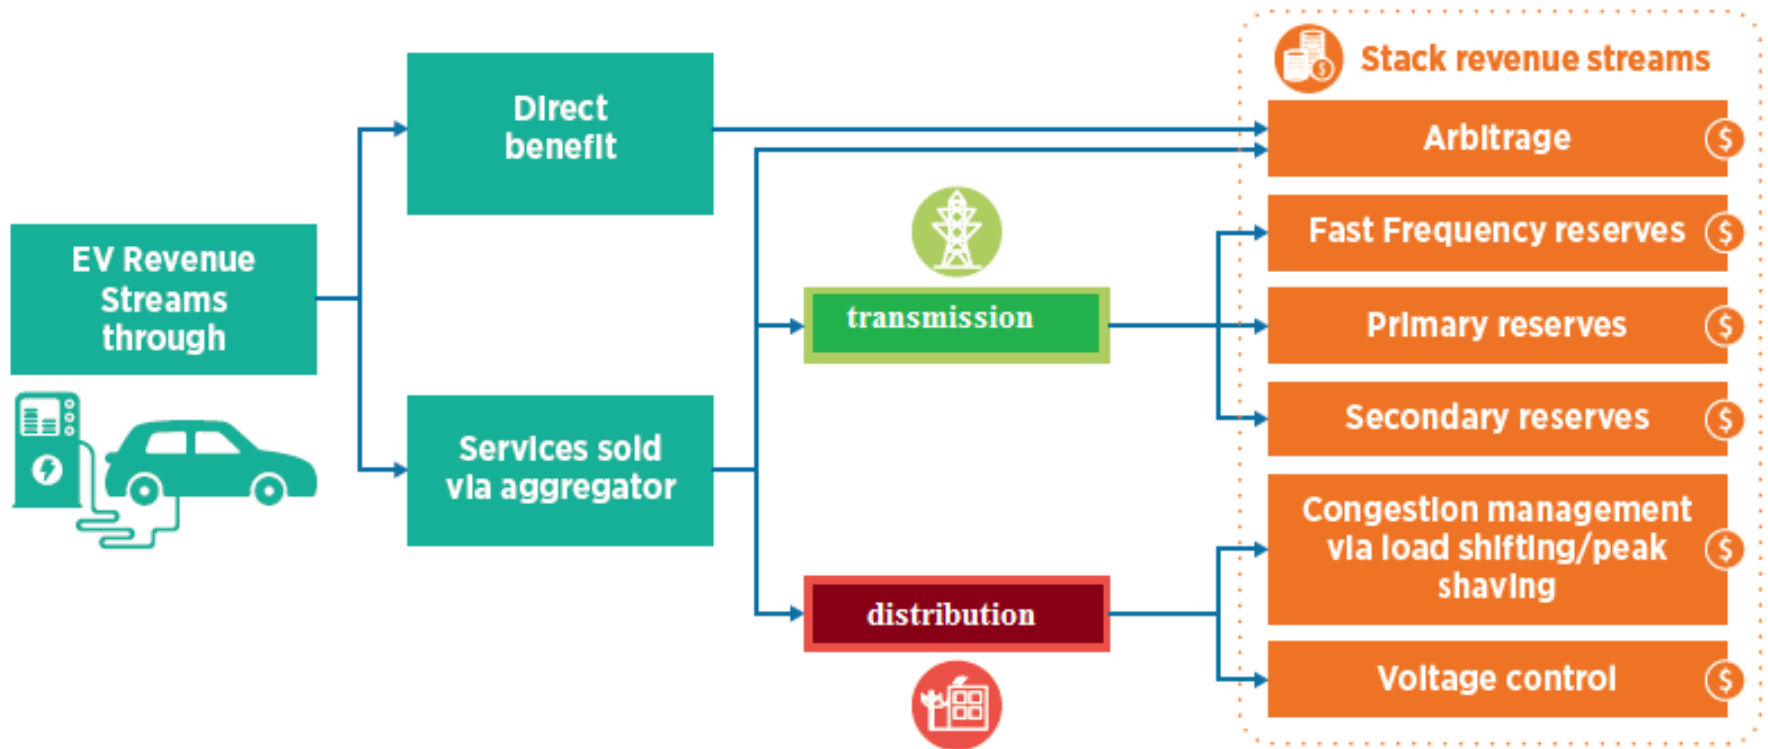 Stack revenue streams
Direct
benefit
Arbitrage
$
EV Revenue
Streams
through
Fast Frequency reserves
$
transmission
Primary reserves
$
Secondary reserves
$
Services sold
via aggregator
Congestion management
via load shifting/peak
shaving
$
distribution
Voltage control
$